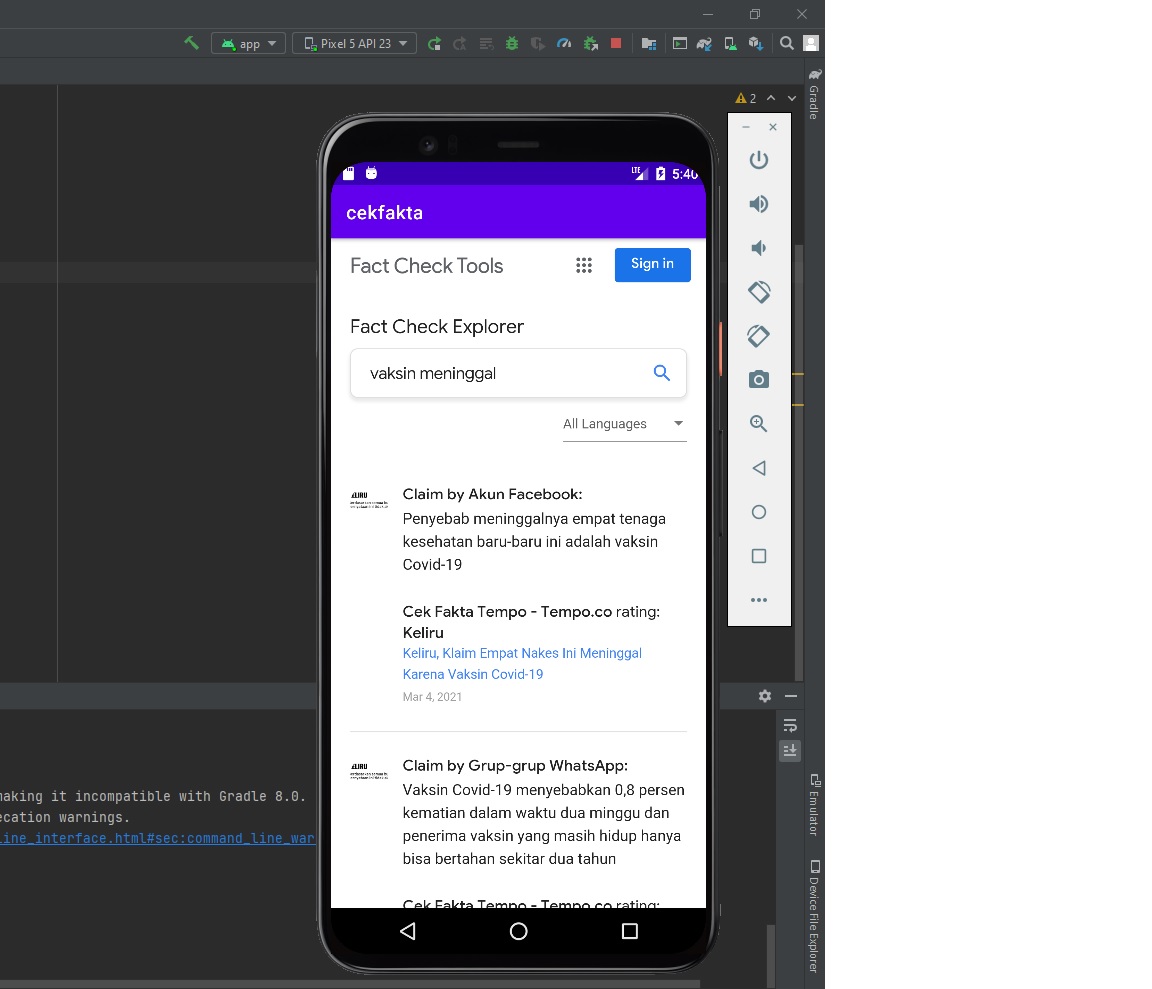 app
Pixel 5 API 23
2
Gradle
LTE
5:40
cekfakta
Fact Check Tools
Sign in
Fact Check Explorer
vaksin meninggal
All Languages
Claim by Akun Facebook:
Penyebab meninggalnya empat tenaga
kesehatan baru-baru ini adalah vaksin
Covid-19
Cek Fakta Tempo - Tempo.co rating:
Keliru
Keliru, Klaim Empat Nakes Ini Meninggal
Karena Vaksin Covid-19
Mar 4, 2021
Claim by Grup-grup WhatsApp:
Vaksin Covid-19 menyebabkan 0,8 persen
kematian dalam waktu dua minggu dan
penerima vaksin yang masih hidup hanya
bisa bertahan sekitar dua tahun
Cek Fakta Tempo - Tempo.co rating:
making it incompatible with Gradle 8.0.
ecation warnings.
line_interface.html#sec:command_line_war
Emulator
Device File Explorer